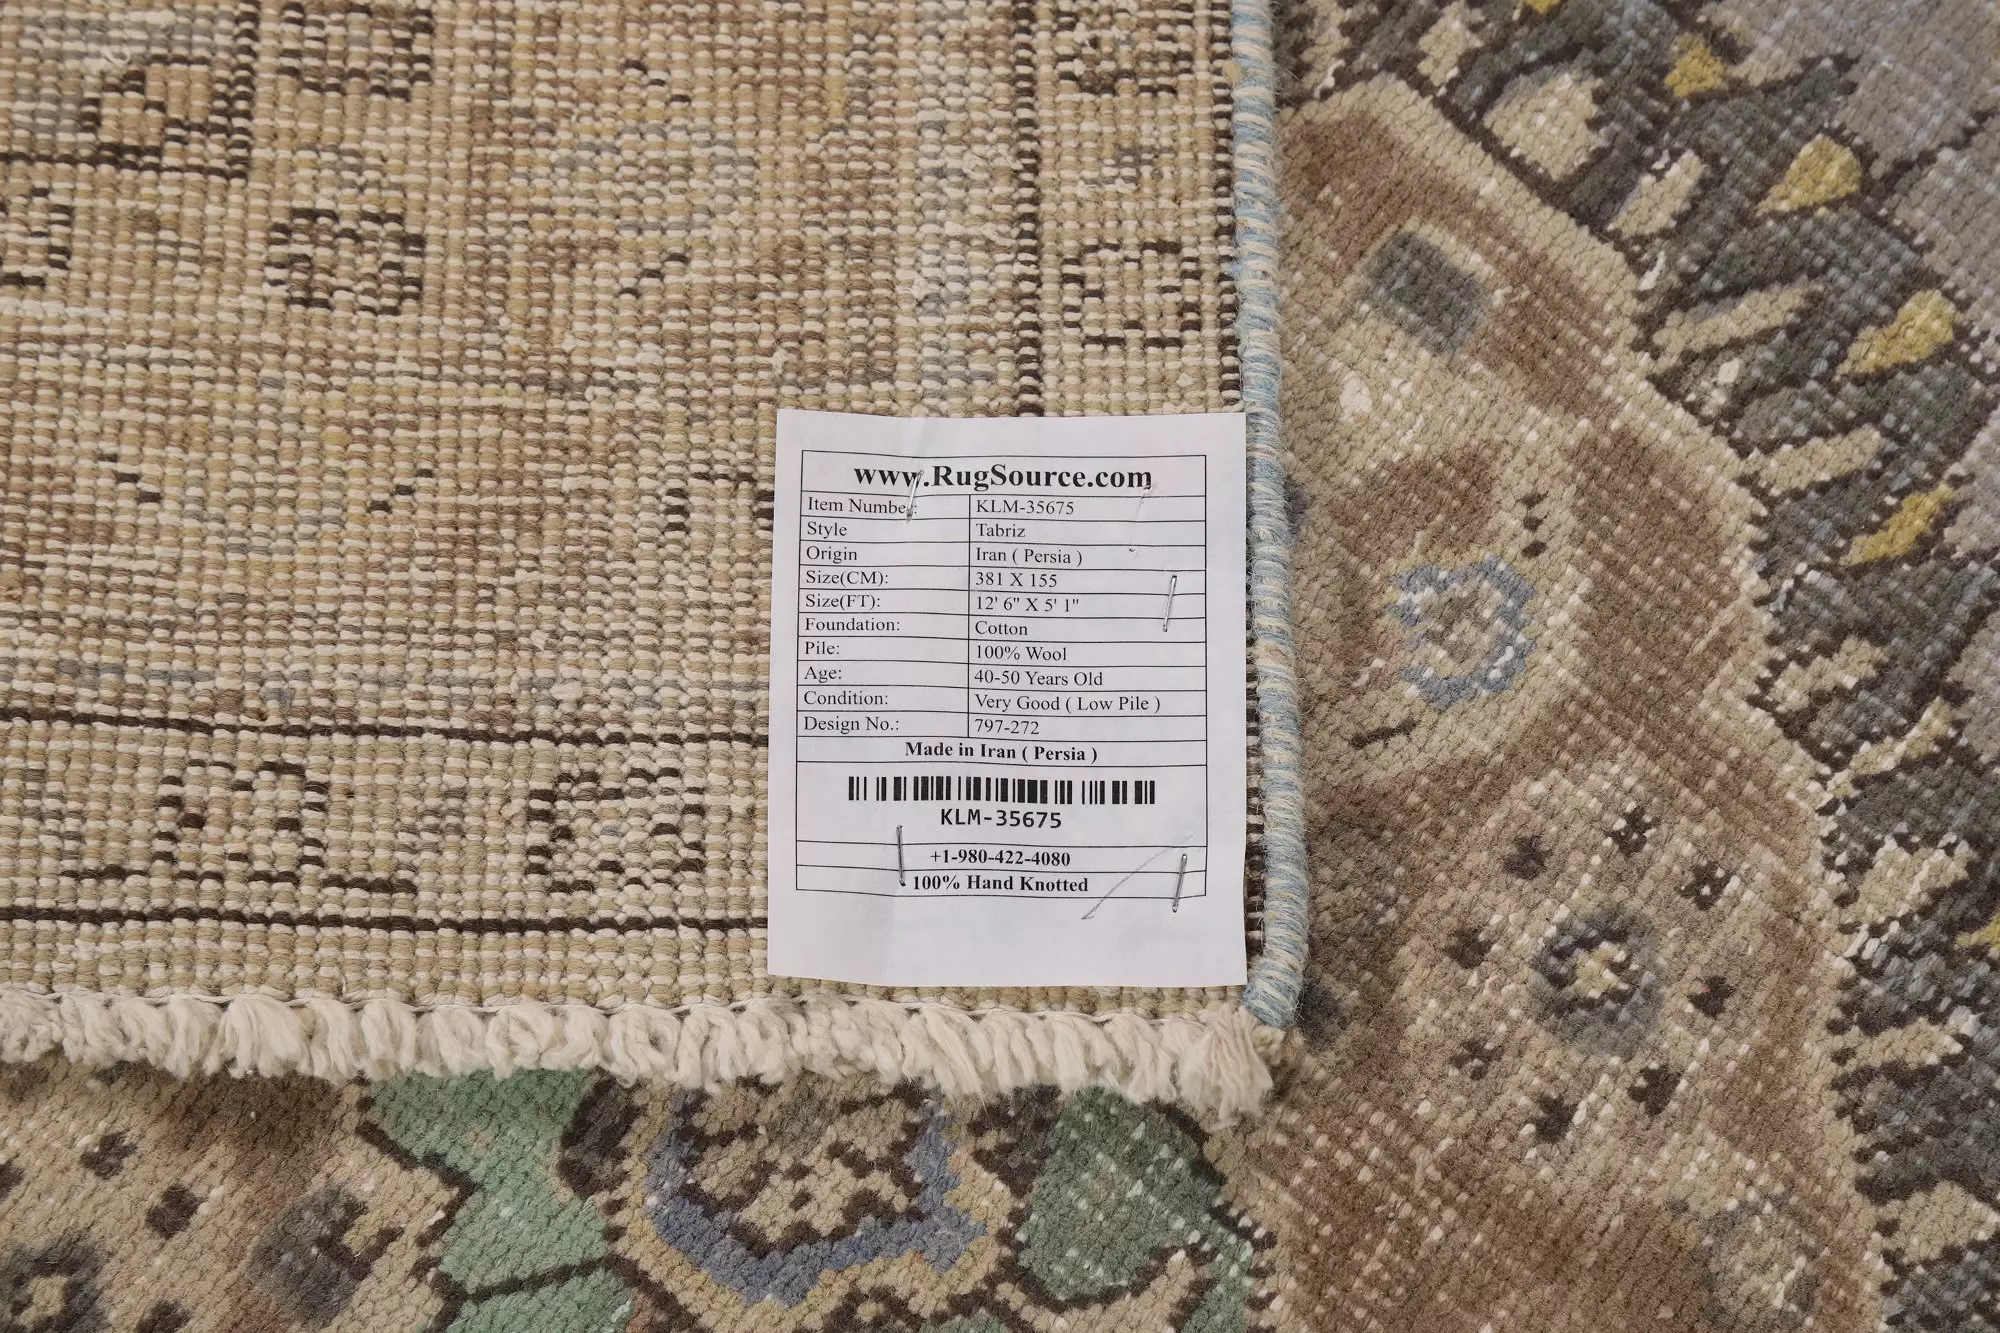 www.RugSource.com
Item Number: KLM-35675
Style Tabriz
Origin Iran ( Persia )
Size(CM): 381 X 155
Size(FT): 12' 6" X 5' 1"
Foundation: Cotton
Pile: 100% Wool
Age: 40-50 Years Old
Condition: Very Good ( Low Pile )
Design No.: 797-272
Made in Iran ( Persia )
KLM-35675
+1-980-422-4080
100% Hand Knotted